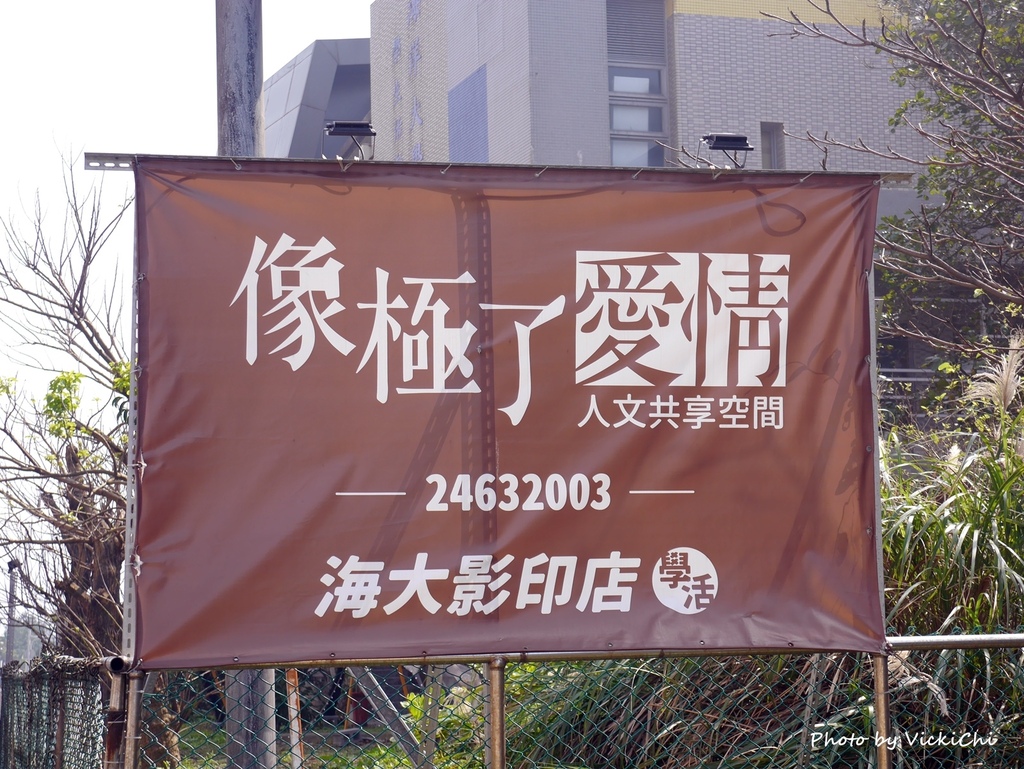 像極了愛情
人文共享空間
24632003
海大影印店 學活
Photo by VickiChi